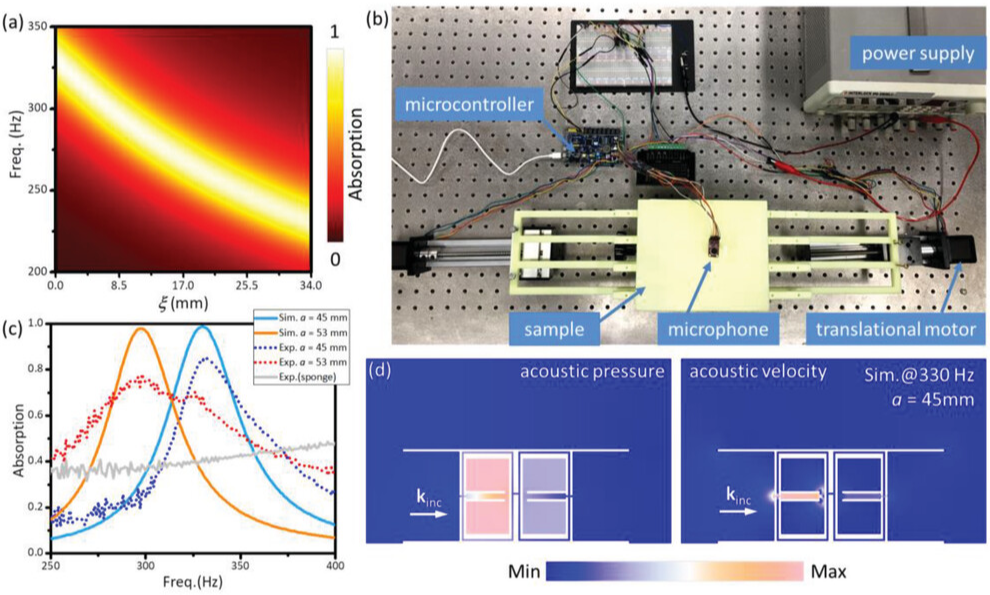 (a)
350
300
250
200
Freq. (Hz)
0.0 8.5 17.0 25.5 34.0
ξ (mm)
1
0
Absorption
(b)
power supply
microcontroller
sample
microphone
translational motor
(c)
1.0
0.8
0.6
0.4
0.2
0.0
Absorption
Sim. a = 45 mm
Sim. a = 53 mm
Exp. a = 45 mm
Exp. a = 53 mm
Exp.(sponge)
250 300 350 400
Freq.(Hz)
(d)
acoustic pressure
k inc
acoustic velocity
Sim.@330 Hz
a = 45mm
k inc
Min Max